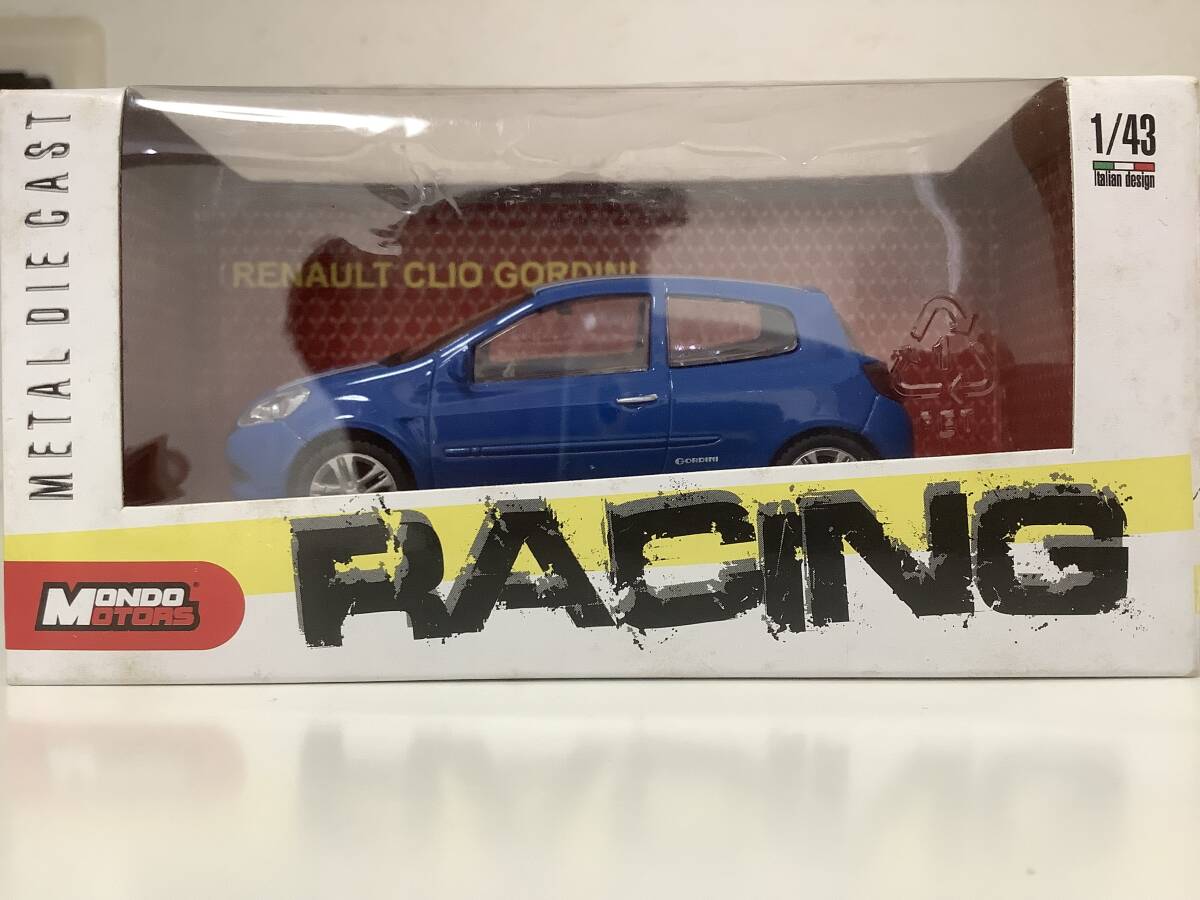 METAL DIE CAST
1/43
Italian design
RENAULT CLIO GORDINI
GORDINI
RACING
MONDO
MOTORS